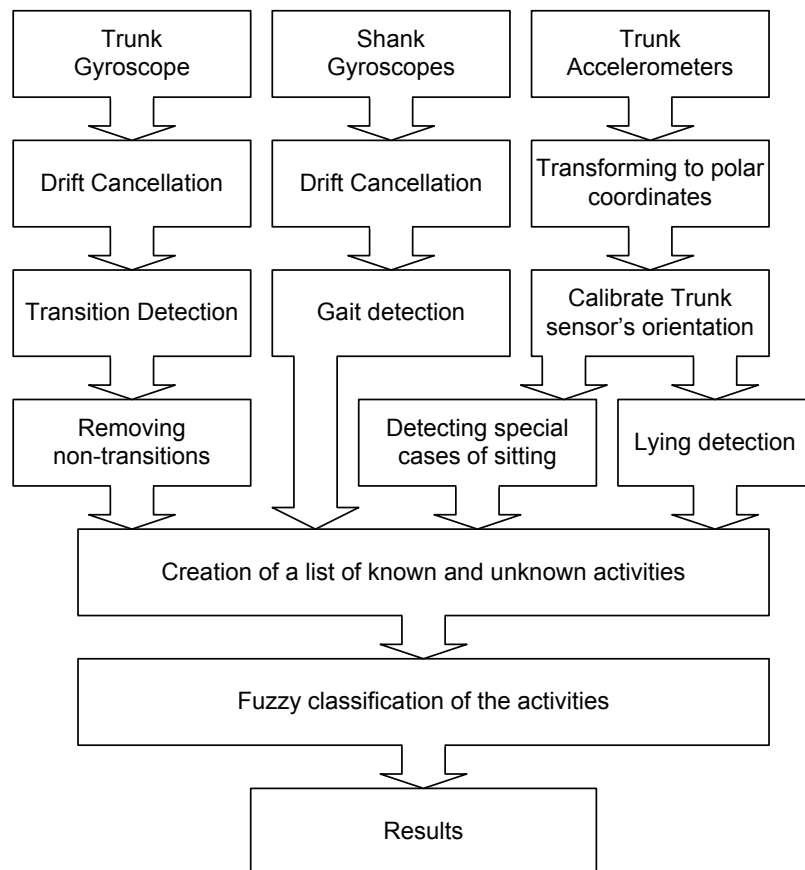 Trunk
Gyroscope
Shank
Gyroscopes
Trunk
Accelerometers
Drift Cancellation
Drift Cancellation
Transforming to polar
coordinates
Transition Detection
Gait detection
Calibrate Trunk
sensor’s orientation
Removing
non-transitions
Detecting special
cases of sitting
Lying detection
Creation of a list of known and unknown activities
Fuzzy classification of the activities
Results